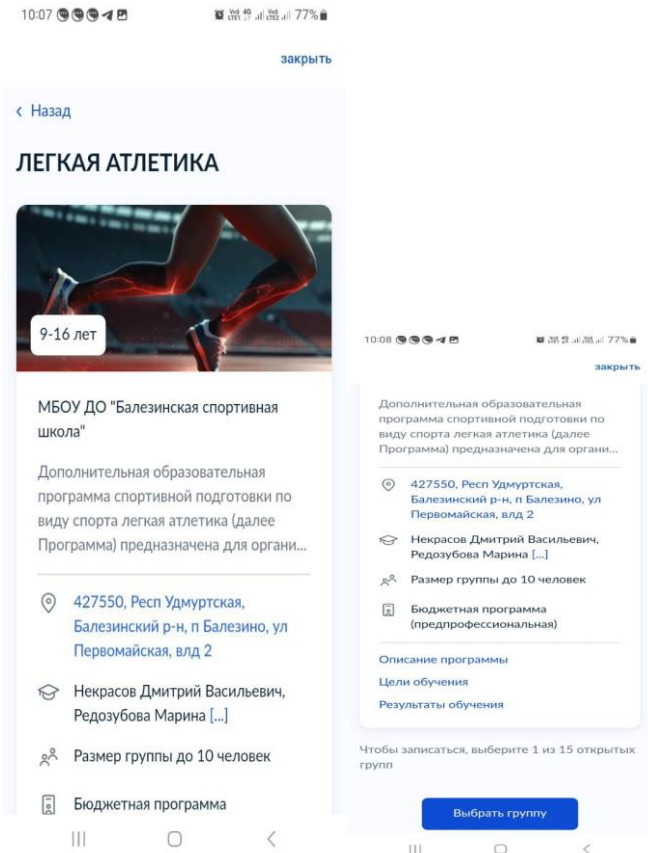 10:07
77%
закрыть
Назад
ЛЕГКАЯ АТЛЕТИКА
9-16 лет
МБОУ ДО "Балезинская спортивная
школа"
Дополнительная образовательная
программа спортивной подготовки по
виду спорта легкая атлетика (далее
Программа) предназначена для органи...
427550, Респ Удмуртская,
Балезинский р-н, п Балезино, ул
Первомайская, влд 2
Некрасов Дмитрий Васильевич,
Редозубова Марина [...]
Размер группы до 10 человек
Бюджетная программа
10:08
77%
закрыть
Дополнительная образовательная
программа спортивной подготовки по
виду спорта легкая атлетика (далее
Программа) предназначена для органи...
427550, Респ Удмуртская,
Балезинский р-н, п Балезино, ул
Первомайская, влд 2
Некрасов Дмитрий Васильевич,
Редозубова Марина [...]
Размер группы до 10 человек
Бюджетная программа
(предпрофессиональная)
Описание программы
Цели обучения
Результаты обучения
Чтобы записаться, выберите 1 из 15 открытых
групп
Выбрать группу